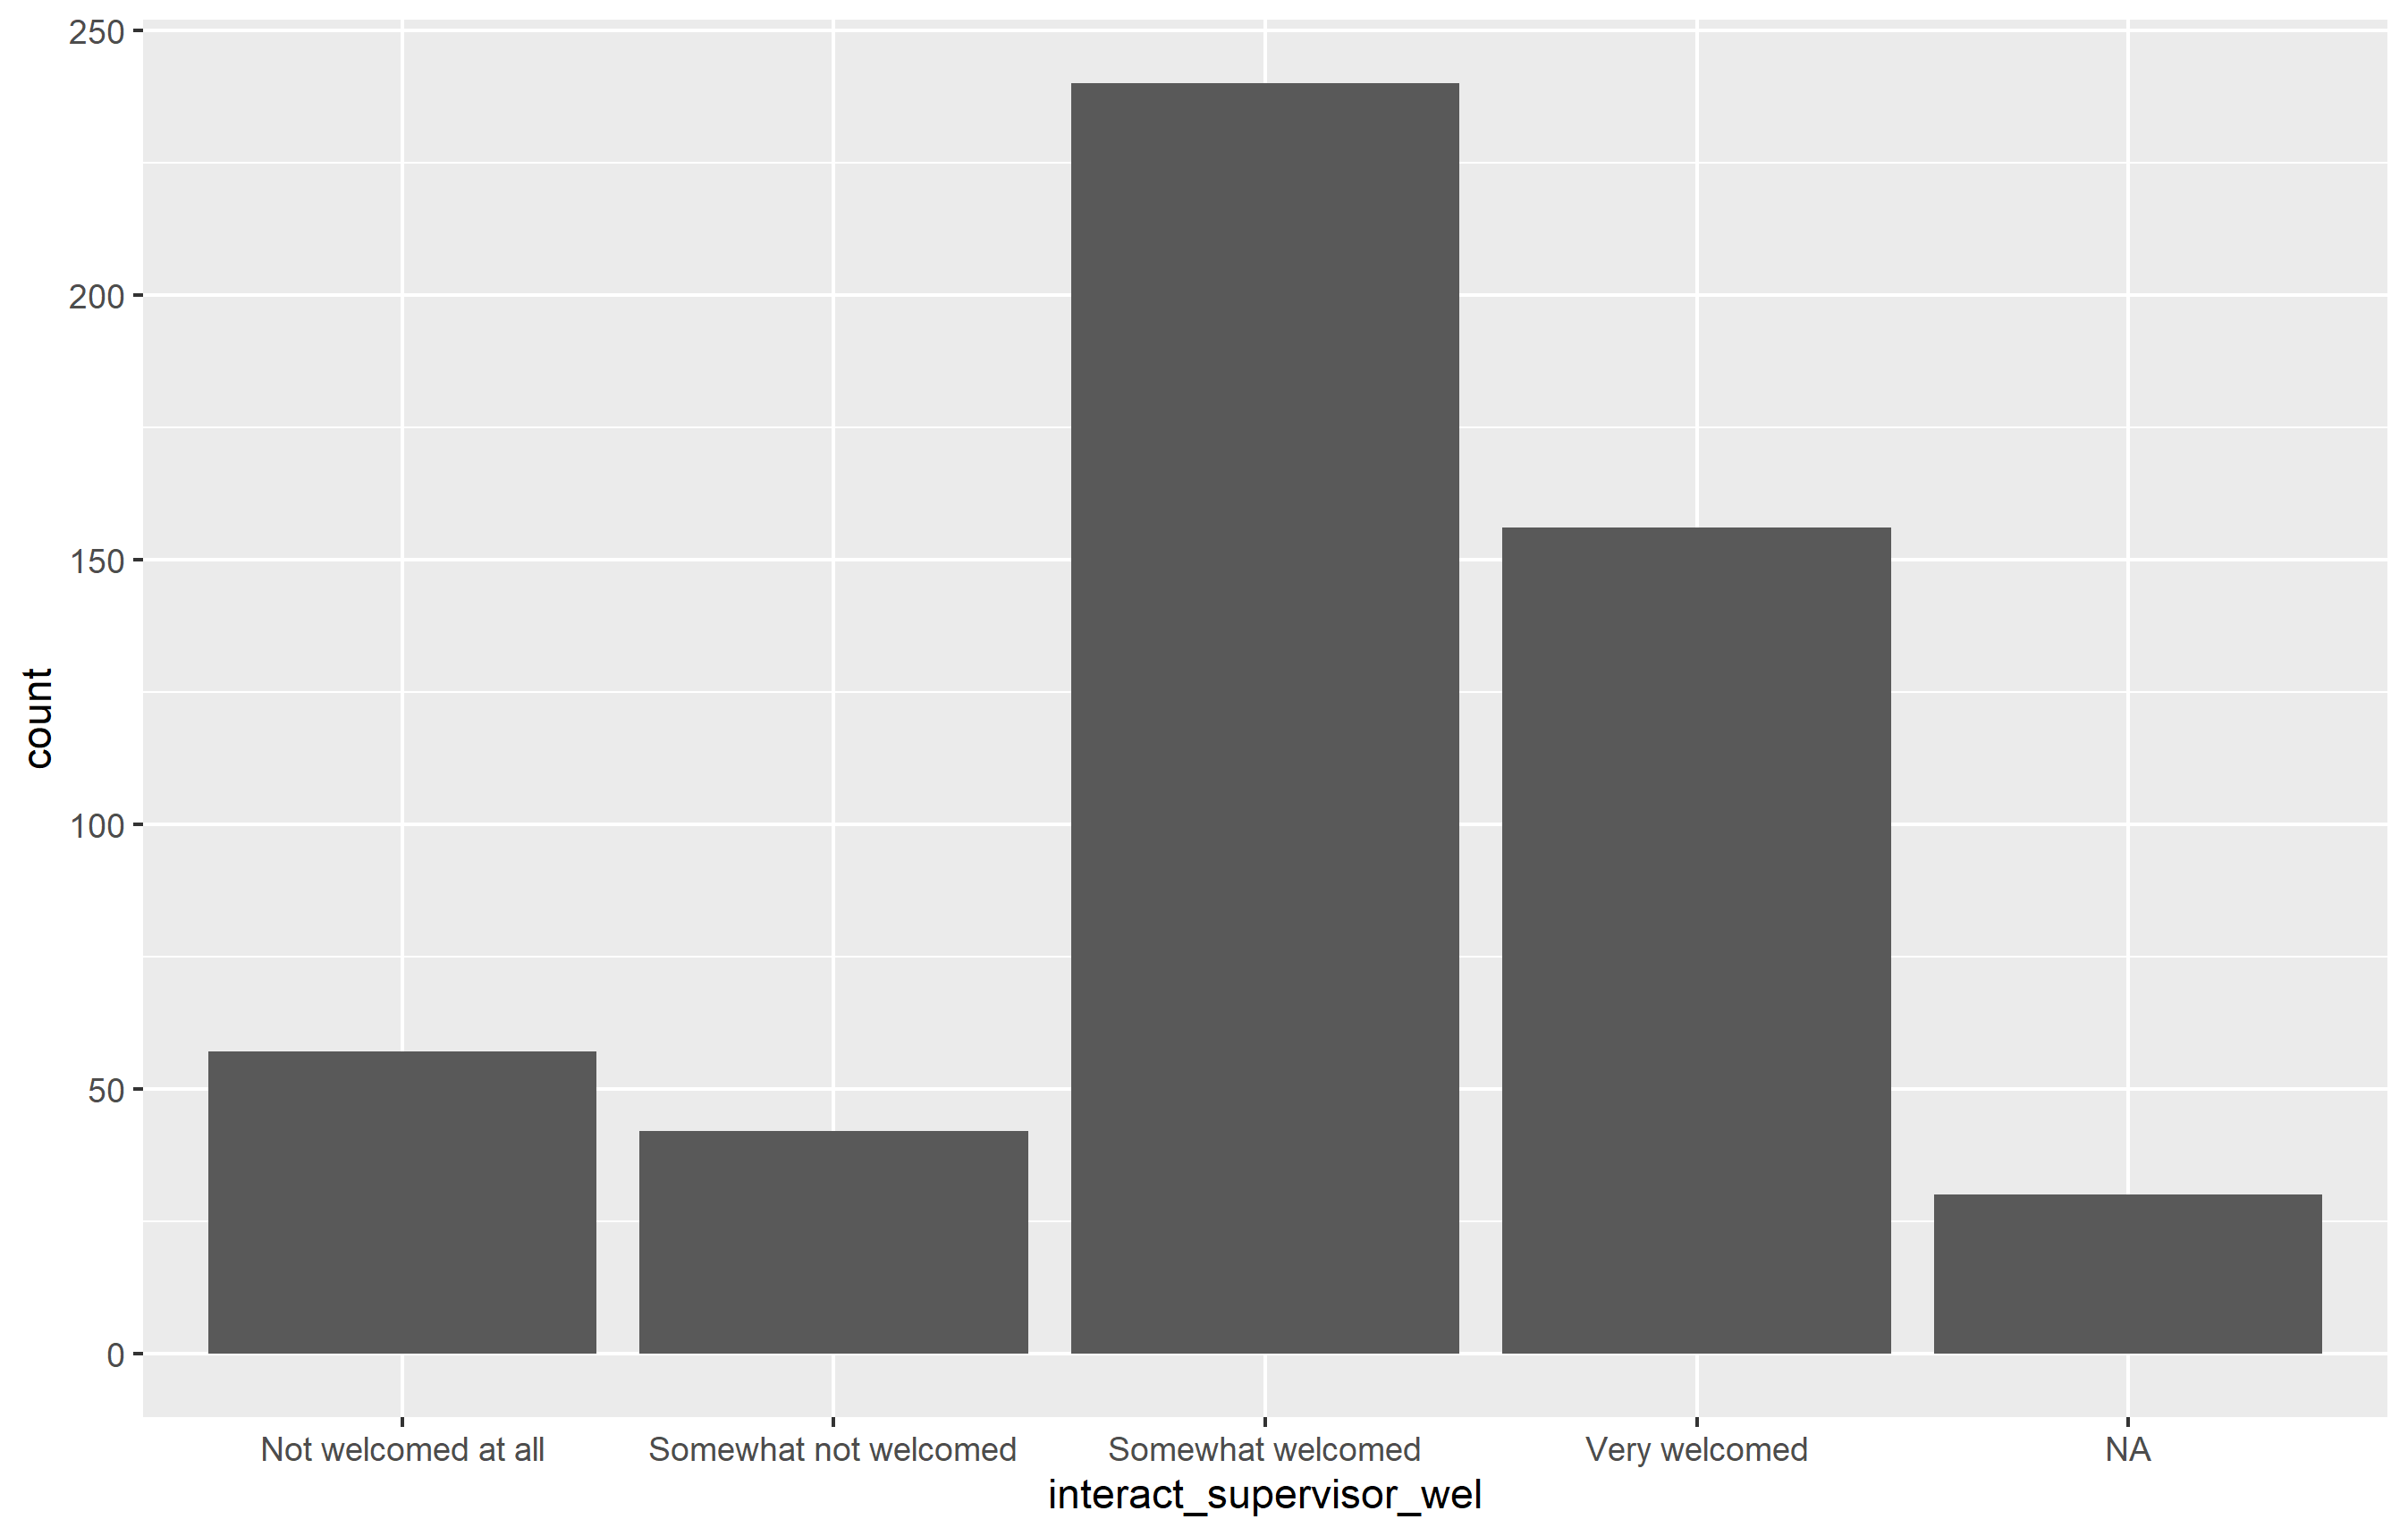 250
200
150
100
50
0
count
Not welcomed at all
Somewhat not welcomed
Somewhat welcomed
Very welcomed
NA
interact_supervisor_wel